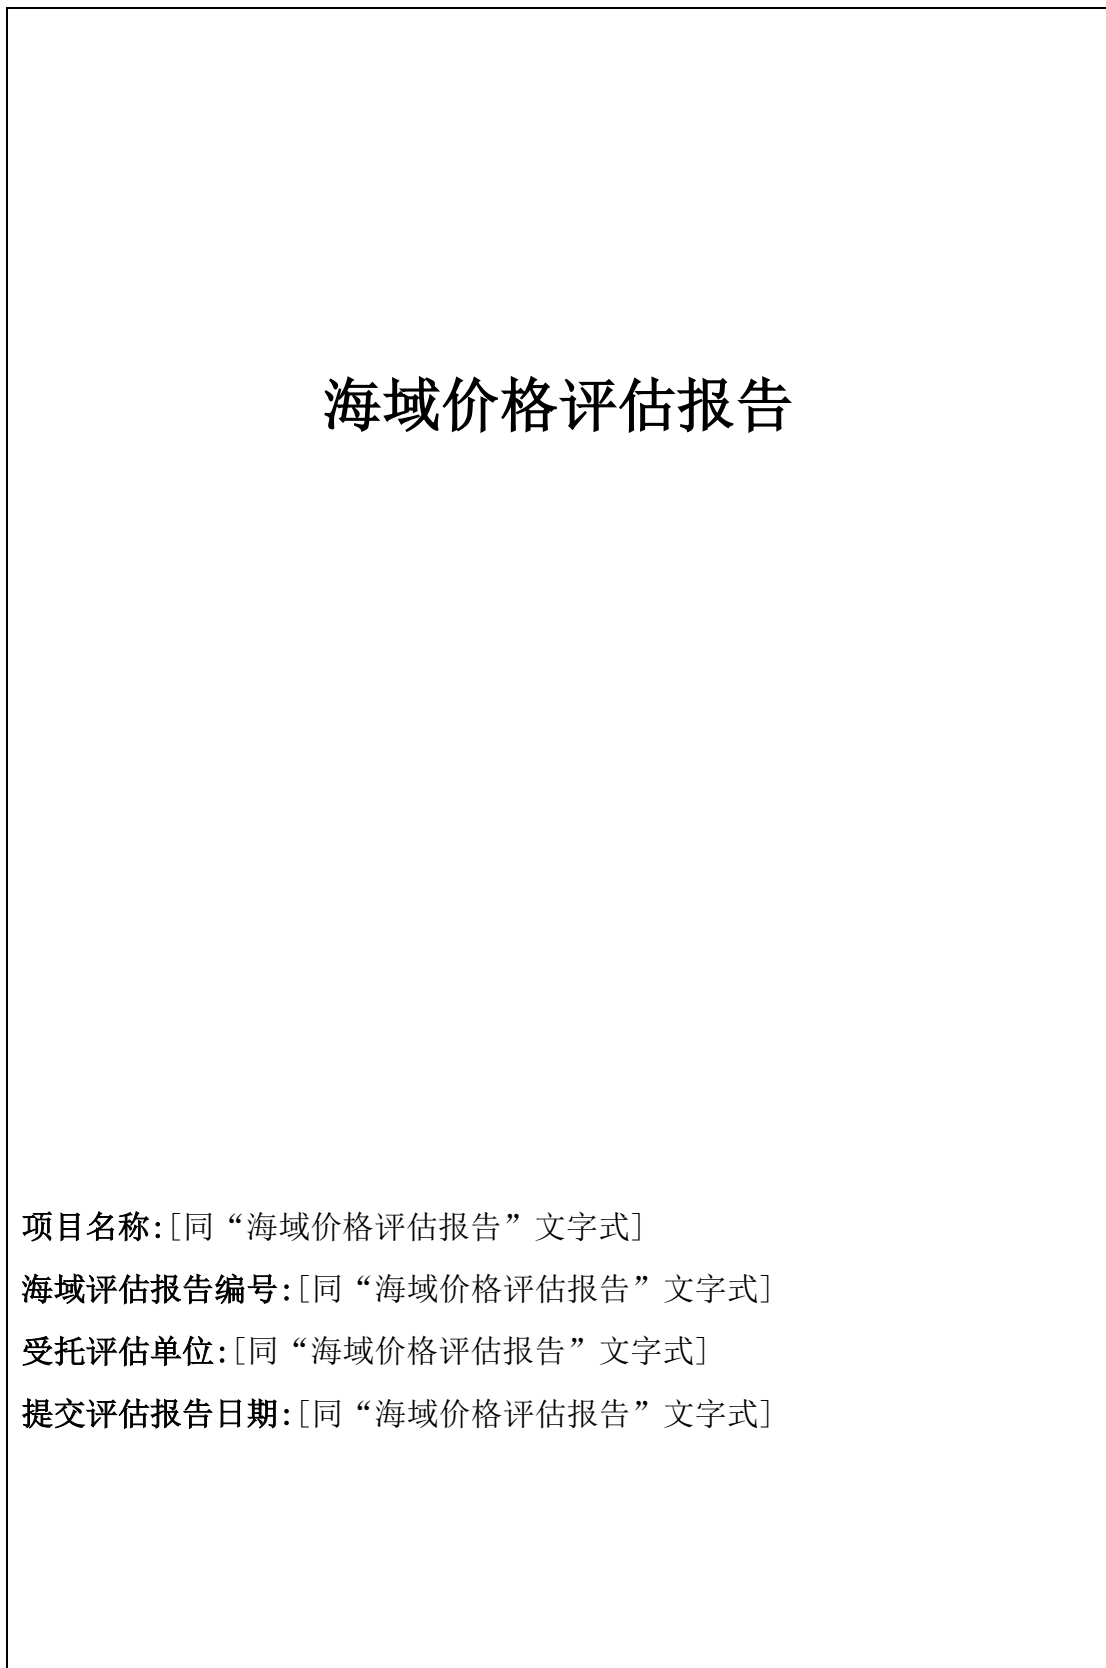 海域价格评估报告
项目名称:[同“海域价格评估报告”文字式]
海域评估报告编号:[同“海域价格评估报告”文字式]
受托评估单位:[同“海域价格评估报告”文字式]
提交评估报告日期:[同“海域价格评估报告”文字式]